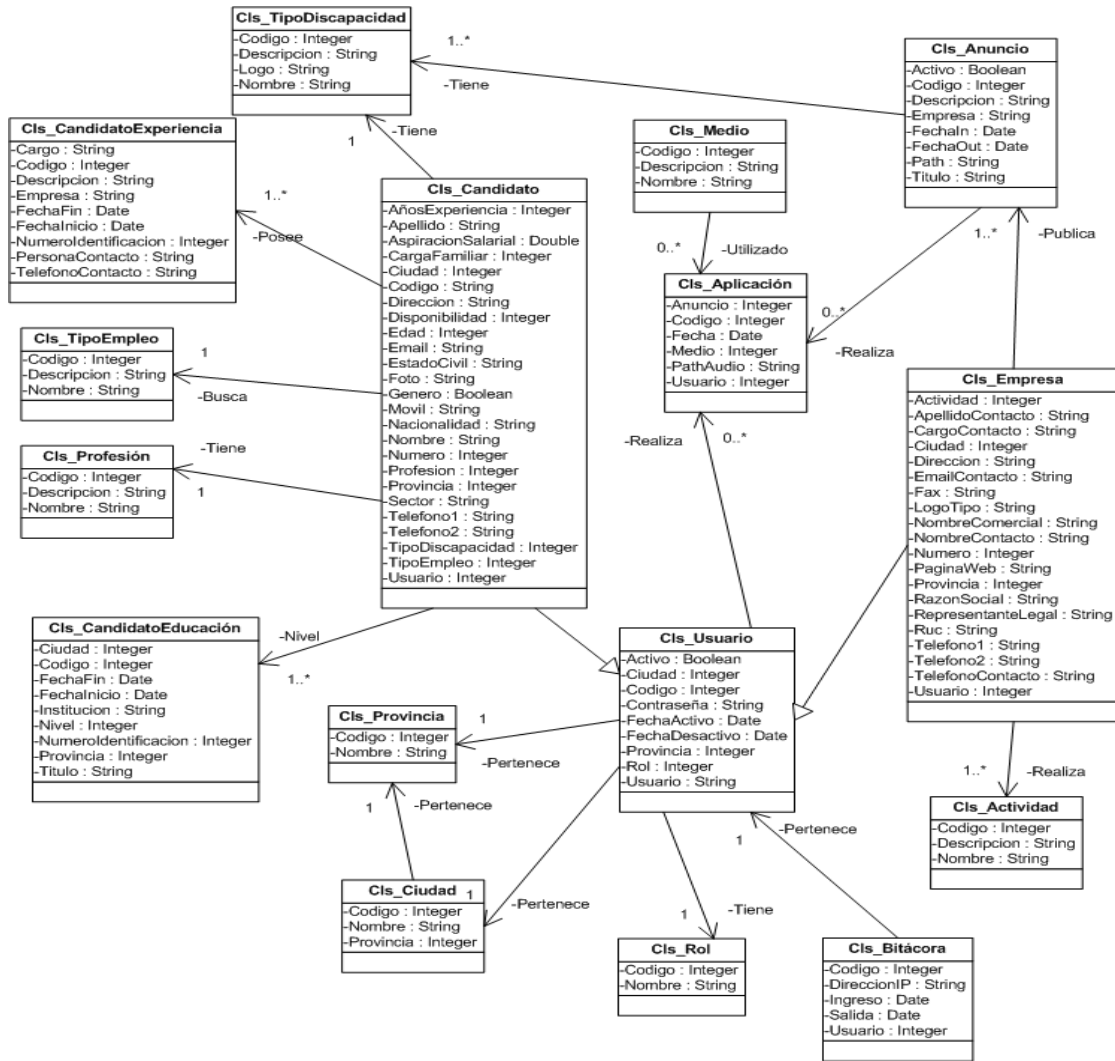 Cls_TipoDiscapacidad
-Codigo : Integer
-Descripcion : String
-Logo : String
-Nombre : String
1..*
-Tiene
Cls_Anuncio
-Activo : Boolean
-Codigo : Integer
-Descripcion : String
-Empresa : String
-FechaIn : Date
-FechaOut : Date
-Path : String
-Titulo : String
Cls_CandidatoExperiencia
-Cargo : String
-Codigo : Integer
-Descripcion : String
-Empresa : String
-FechaFin : Date
-FechaInicio : Date
-NumeroIdentificacion : Integer
-PersonaContacto : String
-TelefonoContacto : String
1
-Tiene
1..*
-Posee
Cls_Medio
-Codigo : Integer
-Descripcion : String
-Nombre : String
0..*
-Utilizado
1..*
-Publica
Cls_Candidato
-AñosExperiencia : Integer
-Apellido : String
-AspiracionSalarial : Double
-CargaFamiliar : Integer
-Ciudad : Integer
-Codigo : String
-Direccion : String
-Disponibilidad : Integer
-Edad : Integer
-Email : String
-EstadoCivil : String
-Foto : String
-Genero : Boolean
-Movil : String
-Nacionalidad : String
-Nombre : String
-Numero : Integer
-Profesion : Integer
-Provincia : Integer
-Sector : String
-Telefono1 : String
-Telefono2 : String
-TipoDiscapacidad : Integer
-TipoEmpleo : Integer
-Usuario : Integer
Cls_Aplicación
-Anuncio : Integer
-Codigo : Integer
-Fecha : Date
-Medio : Integer
-PathAudio : String
-Usuario : Integer
0..*
-Realiza
-Realiza
0..*
Cls_TipoEmpleo
-Codigo : Integer
-Descripcion : String
-Nombre : String
1
-Busca
Cls_Profesión
-Codigo : Integer
-Descripcion : String
-Nombre : String
-Tiene
1
Cls_Empresa
-Actividad : Integer
-ApellidoContacto : String
-CargoContacto : String
-Ciudad : Integer
-Direccion : String
-EmailContacto : String
-Fax : String
-LogoTipo : String
-NombreComercial : String
-NombreContacto : String
-Numero : Integer
-PaginaWeb : String
-Provincia : Integer
-RazonSocial : String
-RepresentanteLegal : String
-Ruc : String
-Telefono1 : String
-Telefono2 : String
-TelefonoContacto : String
-Usuario : Integer
Cls_CandidatoEducación
-Ciudad : Integer
-Codigo : Integer
-FechaFin : Date
-FechaInicio : Date
-Institucion : String
-Nivel : Integer
-NumeroIdentificacion : Integer
-Provincia : Integer
-Titulo : String
-Nivel
1..*
Cls_Usuario
-Activo : Boolean
-Ciudad : Integer
-Codigo : Integer
-Contraseña : String
-FechaActivo : Date
-FechaDesactivo : Date
-Provincia : Integer
-Rol : Integer
-Usuario : String
Cls_Provincia
-Codigo : Integer
-Nombre : String
1
-Pertenece
1
-Pertenece
Cls_Ciudad
-Codigo : Integer
-Nombre : String
-Provincia : Integer
1
-Pertenece
1
-Tiene
Cls_Rol
-Codigo : Integer
-Nombre : String
-Pertenece
1
Cls_Bitácora
-Codigo : Integer
-DireccionIP : String
-Ingreso : Date
-Salida : Date
-Usuario : Integer
1..*
-Realiza
Cls_Actividad
-Codigo : Integer
-Descripcion : String
-Nombre : String